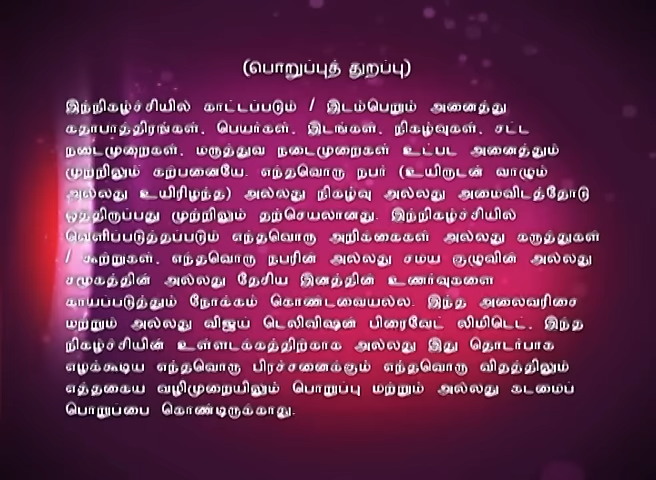 (பொறுப்புத் துறப்பு)
இந்நிகழ்ச்சியில் காட்டப்படும் / இடம்பெறும் அனைத்து
கதாபாத்திரங்கள், பெயர்கள், இடங்கள், நிகழ்வுகள், சட்ட
நடைமுறைகள், மருத்துவ நடைமுறைகள் உட்பட அனைத்தும்
முற்றிலும் கற்பனையே. எந்தவொரு நபர் (உயிருடன் வாழும்
அல்லது உயிரிழந்த) அல்லது நிகழ்வு அல்லது அமைவிடத்தோடு
ஒத்திருப்பது முற்றிலும் தற்செயலானது. இந்நிகழ்ச்சியில்
வெளிப்படுத்தப்படும் எந்தவொரு அறிக்கைகள் அல்லது கருத்துகள்
/ கூற்றுகள், எந்தவொரு நபரின் அல்லது சமய குழுவின் அல்லது
சமூகத்தின் அல்லது தேசிய இனத்தின் உணர்வுகளை
காயப்படுத்தும் நோக்கம் கொண்டவையல்ல. இந்த அலைவரிசை
மற்றும் அல்லது விஜய் டெலிவிஷன் பிரைவேட் லிமிடெட், இந்த
நிகழ்ச்சியின் உள்ளடக்கத்திற்காக அல்லது இது தொடர்பாக
எழக்கூடிய எந்தவொரு பிரச்சனைக்கும் எந்தவொரு விதத்திலும்
எத்தகைய வழிமுறையிலும் பொறுப்பு மற்றும் அல்லது கடமைப்
பொறுப்பை கொண்டிருக்காது.